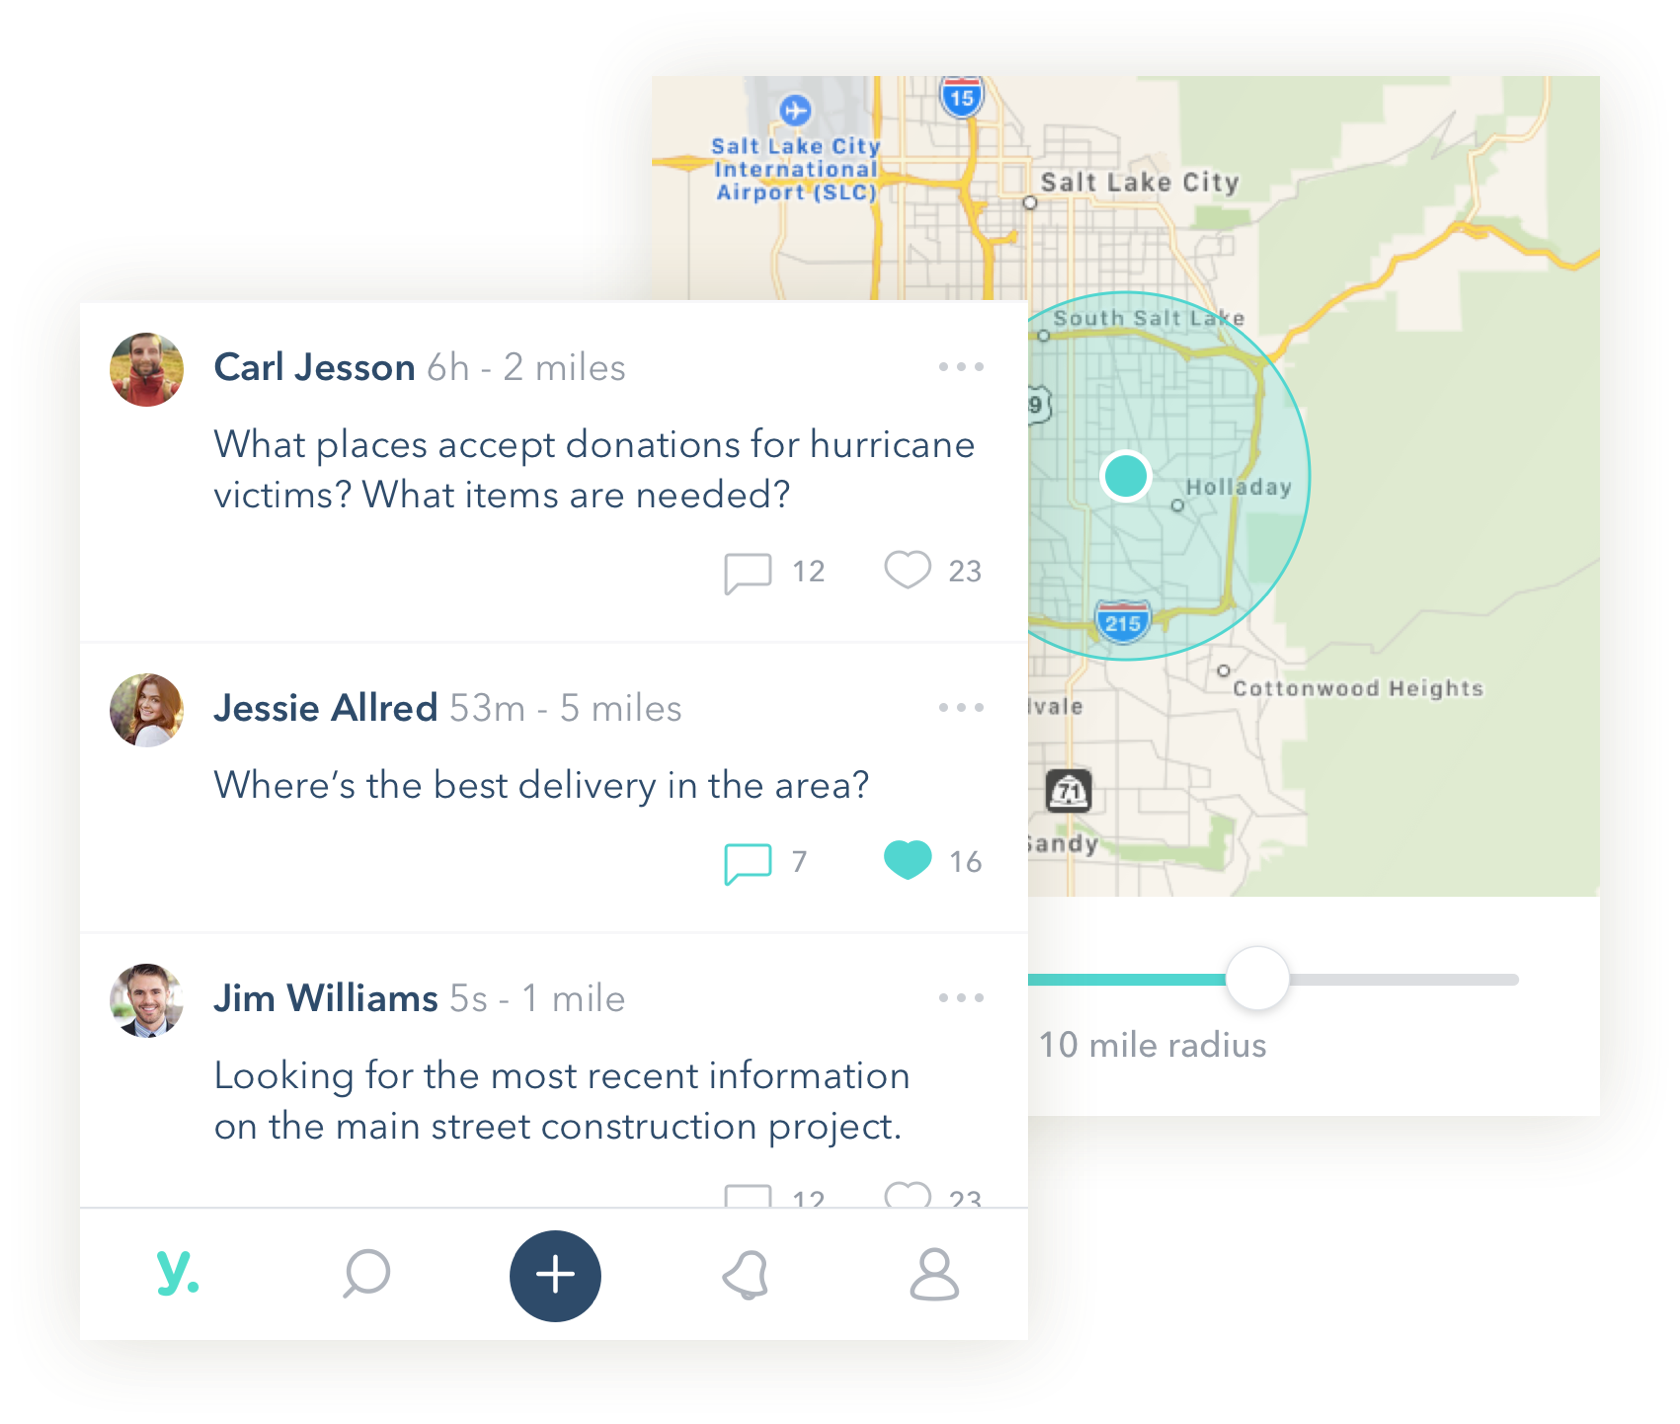 15
Salt Lake City
International
Airport (SLC)
Salt Lake City
South Salt Lake
9
Holladay
215
Cottonwood Heights
71
10 mile radius
Carl Jesson 6h - 2 miles
What places accept donations for hurricane
victims? What items are needed?
12 23
Jessie Allred 53m - 5 miles
Where’s the best delivery in the area?
7 16
Jim Williams 5s - 1 mile
Looking for the most recent information
on the main street construction project.
12 23
y.